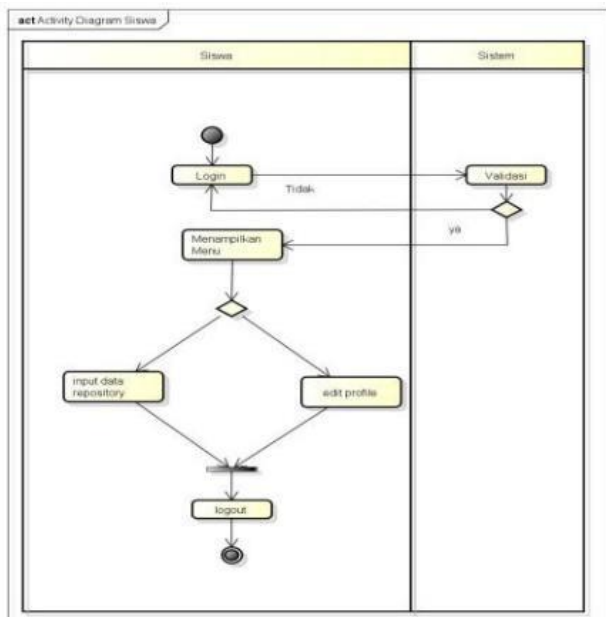 act Activity Diagram Siswa
Siswa
Sistem
Login
Validasi
Tidak
ya
Menampilkan
Menu
input data
repository
edit profile
logout